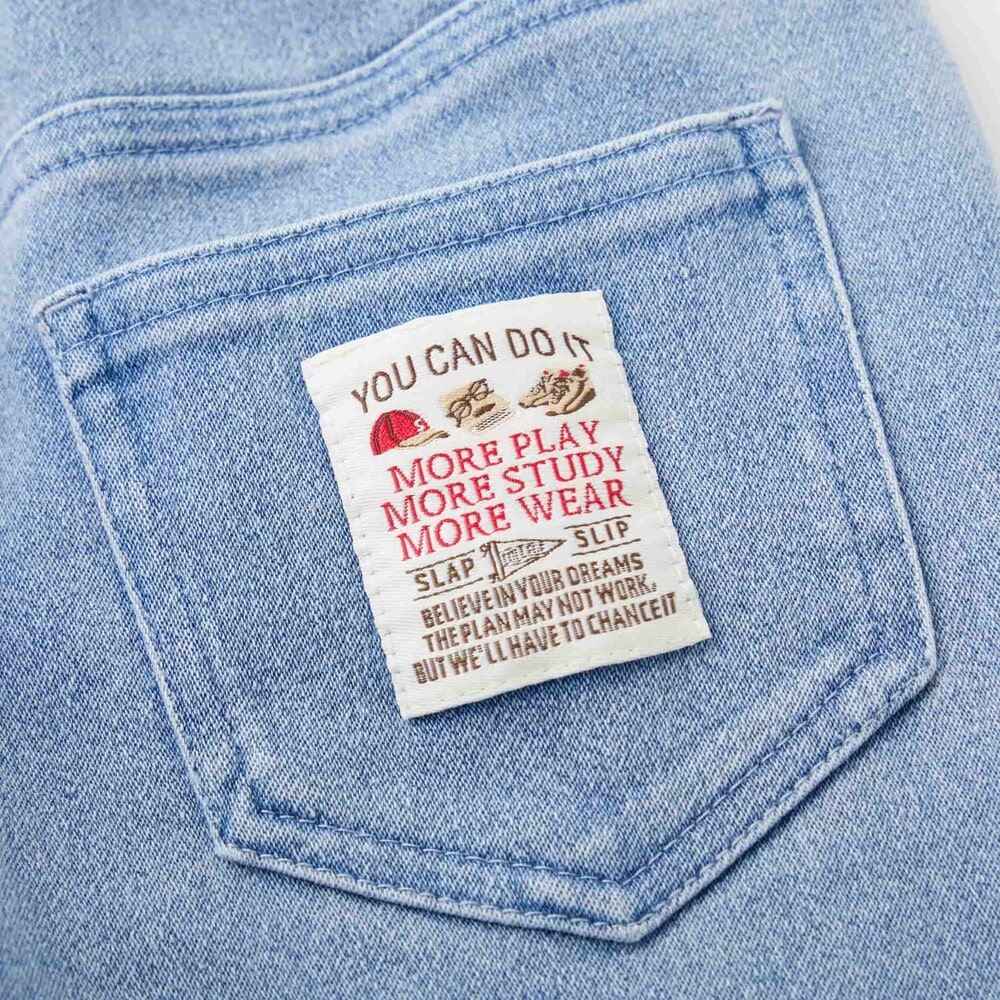 YOU CAN DO IT
MORE PLAY
MORE STUDY
MORE WEAR
SLAP SLIP
BELIEVE IN YOUR DREAMS
THE PLAN MAY NOT WORK,
BUT WE'LL HAVE TO CHANCE IT